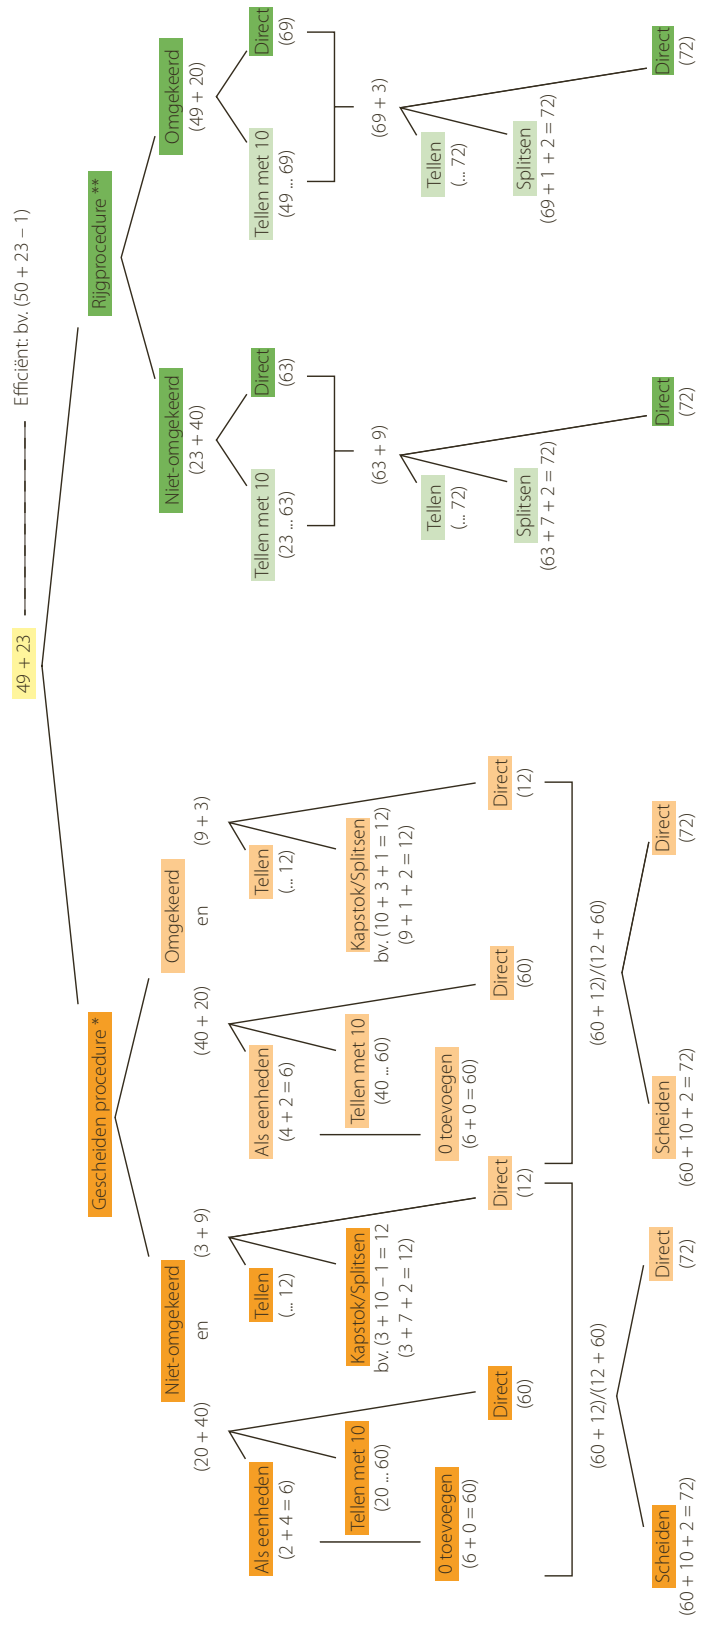 49 + 23
Efficiënt: bv. (50 + 23 – 1)
Gescheiden procedure *
Rijgprocedure **
Niet-omgekeerd
Omgekeerd
Niet-omgekeerd
Omgekeerd
(20 + 40)
en
(3 + 9)
(40 + 20)
en
(9 + 3)
(23 + 40)
(49 + 20)
Als eenheden
(2 + 4 = 6)
Tellen
(... 12)
Als eenheden
(4 + 2 = 6)
Tellen
(... 12)
Tellen met 10
(23 ... 63)
Direct
(63)
Tellen met 10
(49 ... 69)
Direct
(69)
Tellen met 10
(20 ... 60)
Kapstok/Splitsen
bv. (3 + 10 – 1 = 12
(3 + 7 + 2 = 12)
Tellen met 10
(40 ... 60)
Kapstok/Splitsen
bv. (10 + 3 + 1 = 12)
(9 + 1 + 2 = 12)
(63 + 9)
(69 + 3)
0 toevoegen
(6 + 0 = 60)
Direct
(60)
Direct
(12)
0 toevoegen
(6 + 0 = 60)
Direct
(60)
Direct
(12)
Tellen
(... 72)
Tellen
(... 72)
Splitsen
(63 + 7 + 2 = 72)
Splitsen
(69 + 1 + 2 = 72)
(60 + 12)/(12 + 60)
(60 + 12)/(12 + 60)
Scheiden
(60 + 10 + 2 = 72)
Direct
(72)
Scheiden
(60 + 10 + 2 = 72)
Direct
(72)
Direct
(72)
Direct
(72)